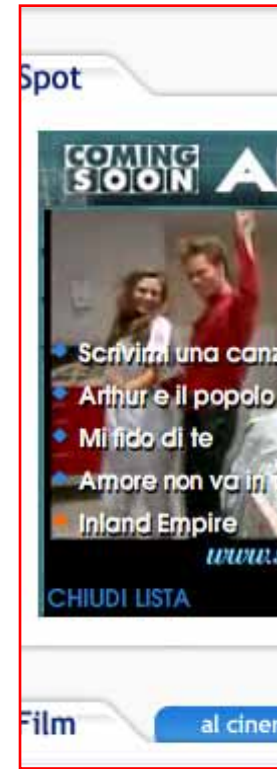 Spot
COMING
SOON
Scrivimi una canz
Arthur e il popolo
Mi fido di te
Amore non va in
Inland Empire
www.
CHIUDI LISTA
Film al ciner